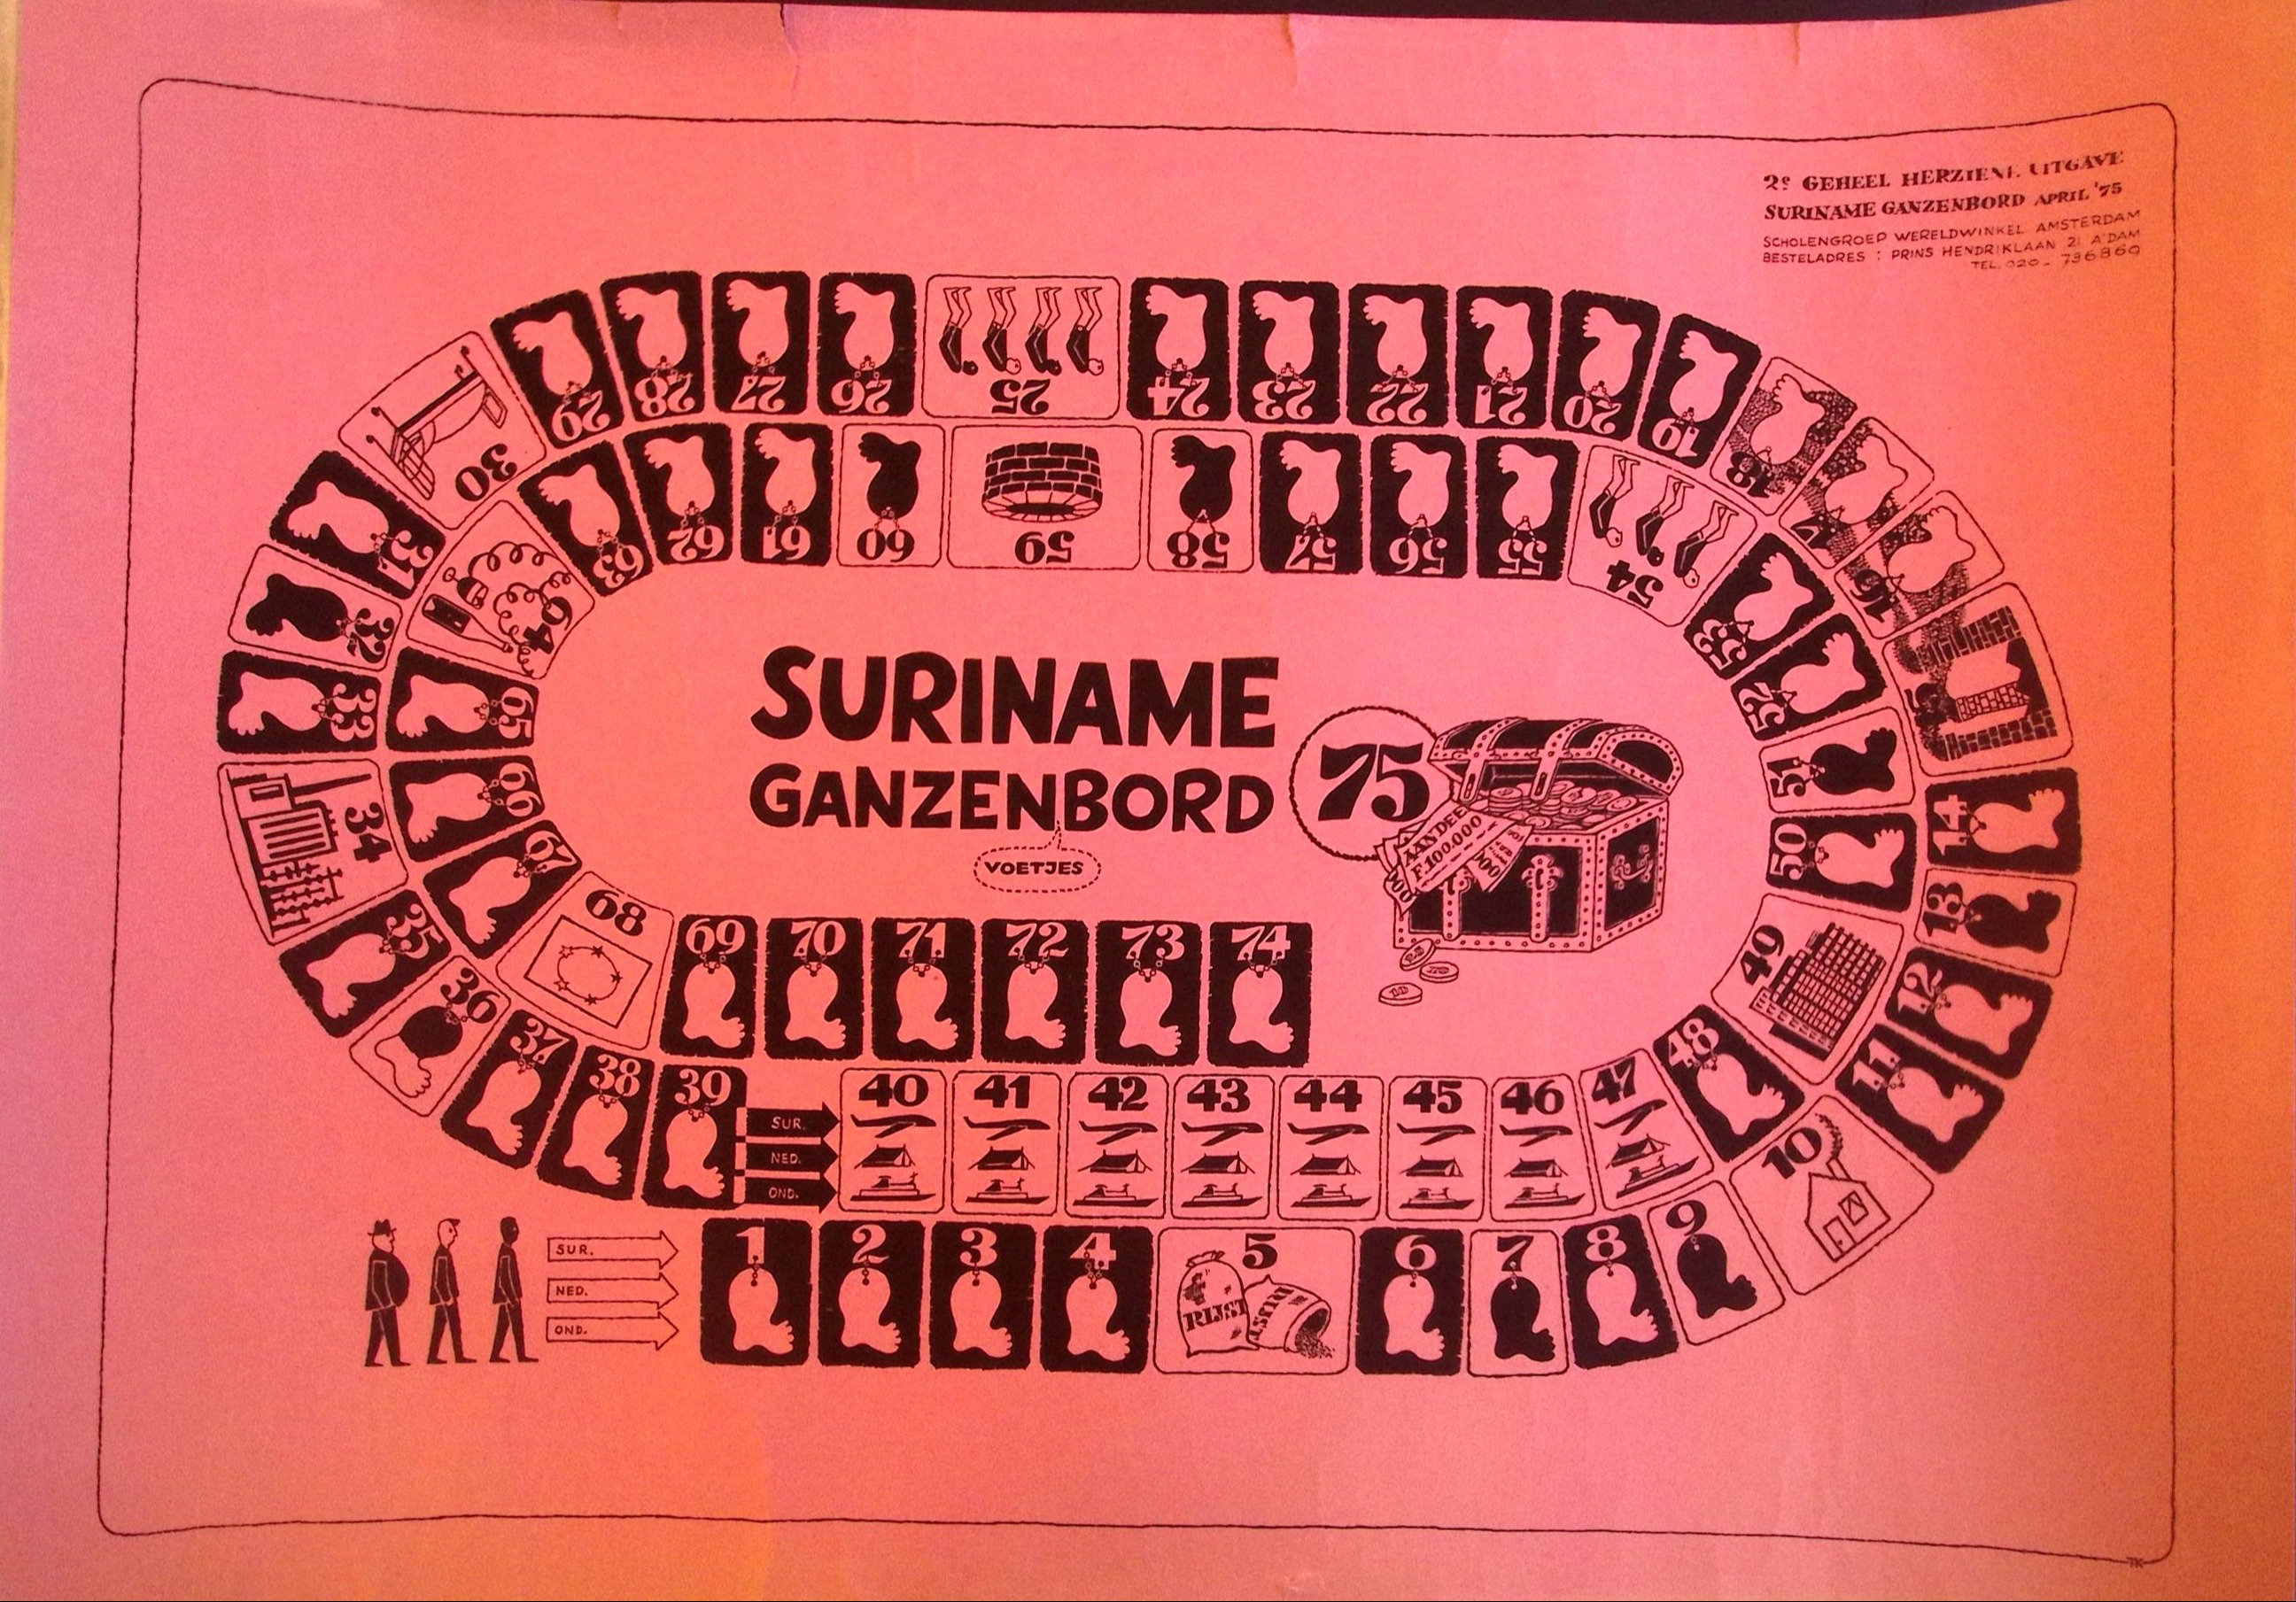 2e GEHEEL HERZIENE UITGAVE
SURINAME GANZENBORD APRIL '75
SCHOLENGROEP WERELDWINKEL AMSTERDAM
BESTELADRES : PRINS HENDRIKLAAN 21 A'DAM
TEL. 020 - 736869
29 28 27 26 25 24 23 22 21 20 19 18 17 16 15 14 13 12 11 10
30 31 32 33 34 35 36 37 38 39
63 62 61 60 59 58 57 56 55 54 53 52 51 50 49 48
64 65 66 67 68 69 70 71 72 73 74
SURINAME
GANZENBORD
VOETJES
75
AANDEEL
F 100.000
SUR.
NED.
OND.
40 41 42 43 44 45 46 47
SUR.
NED.
OND.
1 2 3 4 5 6 7 8 9
RIJST
RIJST
TK